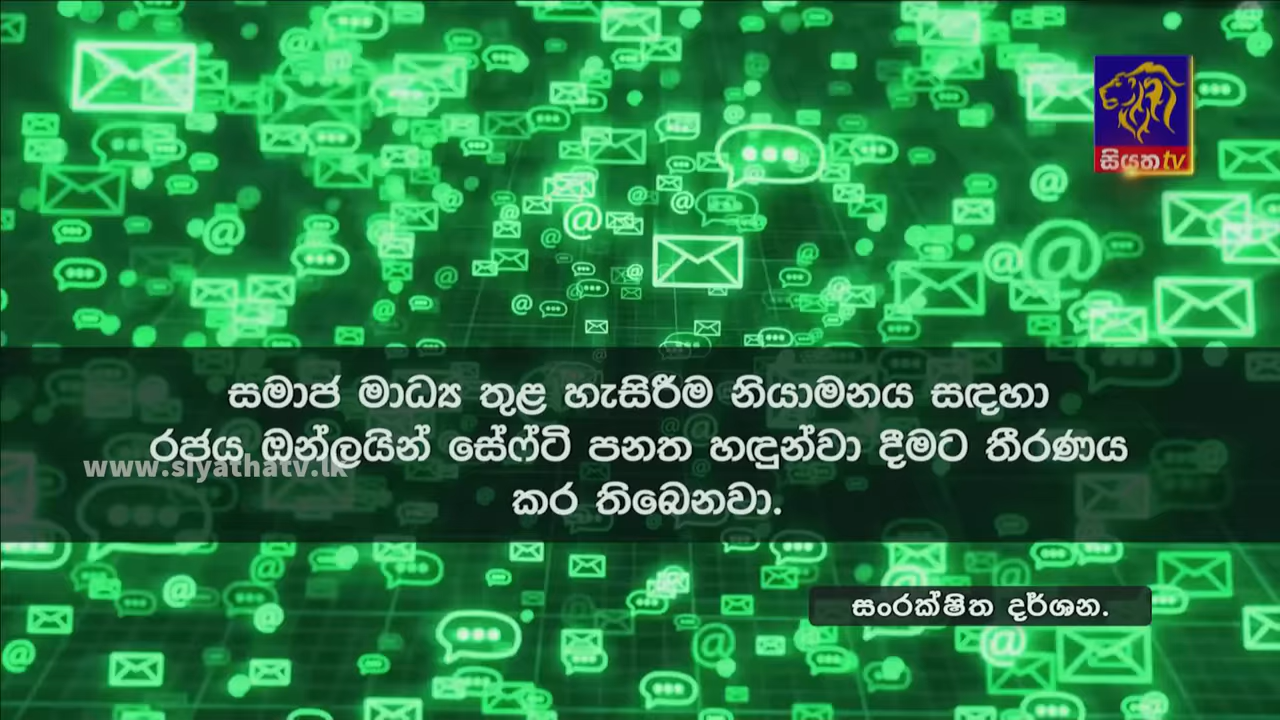 සියත tv
සමාජ මාධ්‍ය තුළ හැසිරීම නියාමනය සඳහා
රජය ඔන්ලයින් සේෆ්ටි පනත හඳුන්වා දීමට තීරණය
www.siyathatv.lk
කර තිබෙනවා.
සංරක්ෂිත දර්ශන.